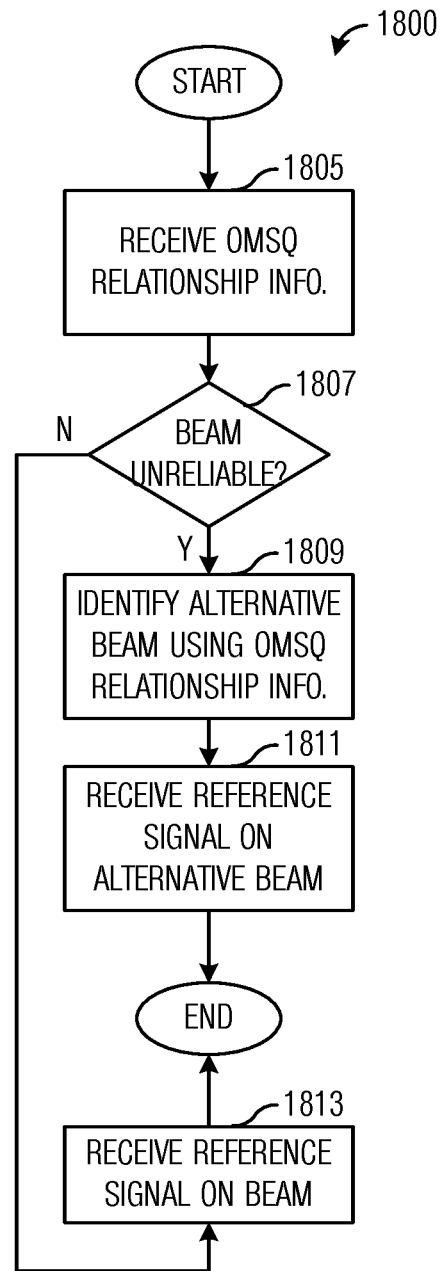 1800
START
1805
RECEIVE OMSQ
RELATIONSHIP INFO.
1807
N
BEAM
UNRELIABLE?
Y
1809
IDENTIFY ALTERNATIVE
BEAM USING OMSQ
RELATIONSHIP INFO.
1811
RECEIVE REFERENCE
SIGNAL ON
ALTERNATIVE BEAM
END
1813
RECEIVE REFERENCE
SIGNAL ON BEAM